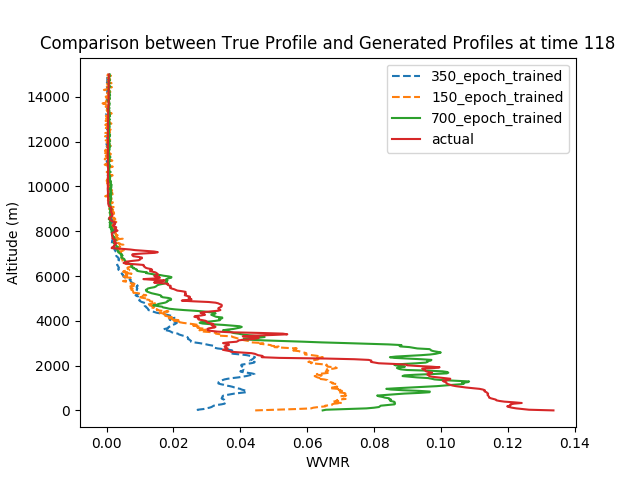 Comparison between True Profile and Generated Profiles at time 118
350_epoch_trained
150_epoch_trained
700_epoch_trained
actual
Altitude (m)
14000
12000
10000
8000
6000
4000
2000
0
0.00 0.02 0.04 0.06 0.08 0.10 0.12 0.14
WVMR